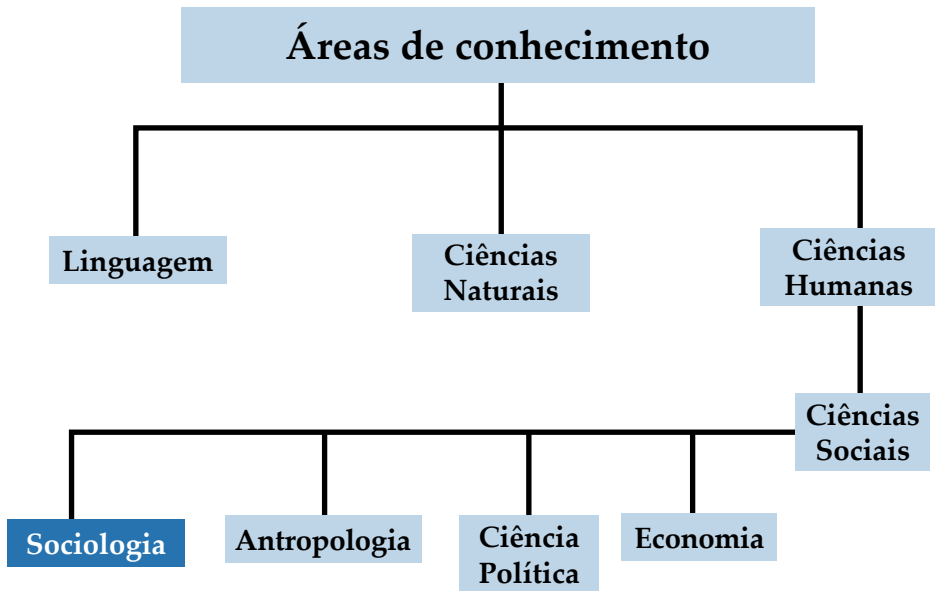 Áreas de conhecimento
Linguagem
Ciências
Naturais
Ciências
Humanas
Ciências
Sociais
Sociologia
Antropologia
Ciência
Política
Economia